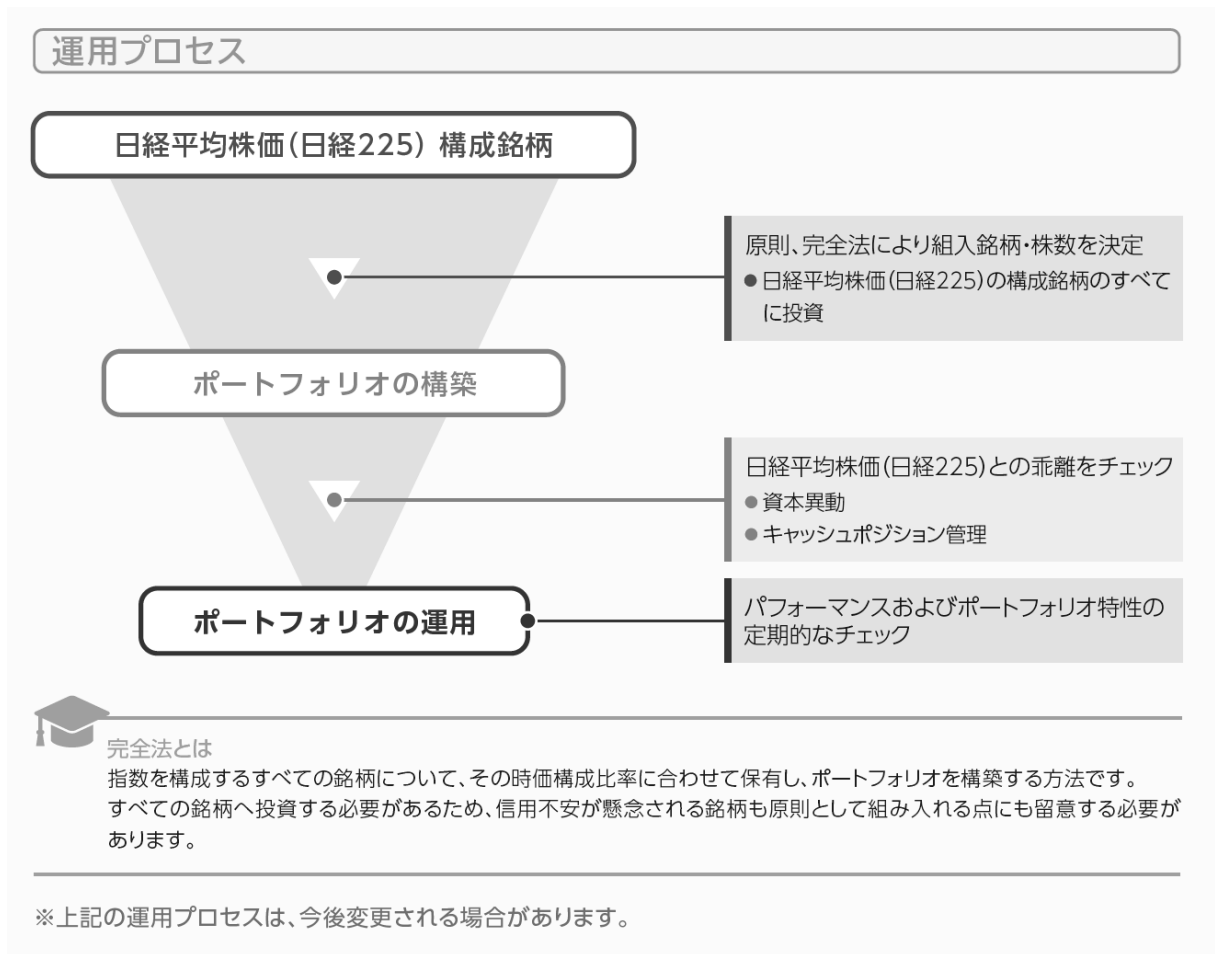 運用プロセス
日経平均株価(日経225) 構成銘柄
原則、完全法により組入銘柄・株数を決定
●日経平均株価(日経225)の構成銘柄のすべて
に投資
ポートフォリオの構築
日経平均株価(日経225)との乖離をチェック
●資本異動
●キャッシュポジション管理
ポートフォリオの運用
パフォーマンスおよびポートフォリオ特性の
定期的なチェック
完全法とは
指数を構成するすべての銘柄について、その時価構成比率に合わせて保有し、ポートフォリオを構築する方法です。
すべての銘柄へ投資する必要があるため、信用不安が懸念される銘柄も原則として組み入れる点にも留意する必要が
あります。
※上記の運用プロセスは、今後変更される場合があります。